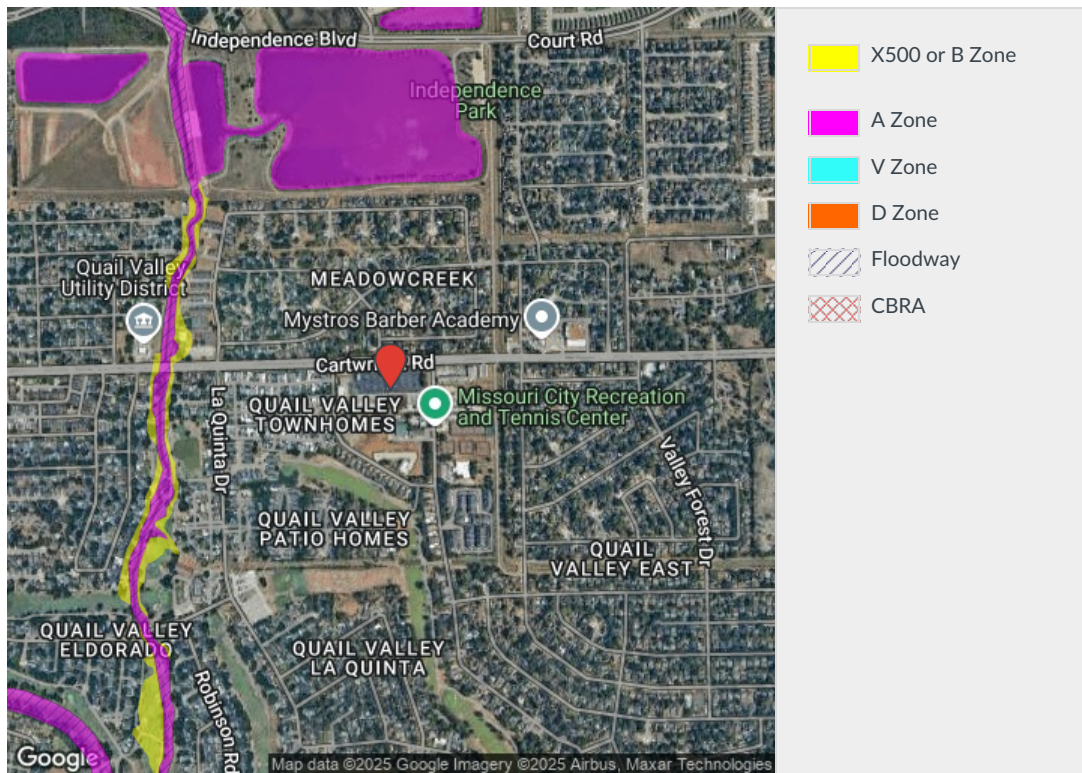 Independence Blvd
Court Rd
Independence
Park
Quail Valley
Utility District
MEADOWCREEK
Mystros Barber Academy
Rd
La Quinta Dr
QUAIL VALLEY
TOWNHOMES
Missouri City Recreation
and Tennis Center
Valley Forest Dr
QUAIL VALLEY
PATIO HOMES
QUAIL
VALLEY EAST
QUAIL VALLEY
ELDORADO
QUAIL VALLEY
LA QUINTA
Robinson Rd
Google
Map data ©2025 Google Imagery ©2025 Airbus, Maxar Technologies
X500 or B Zone
A Zone
V Zone
D Zone
Floodway
CBRA